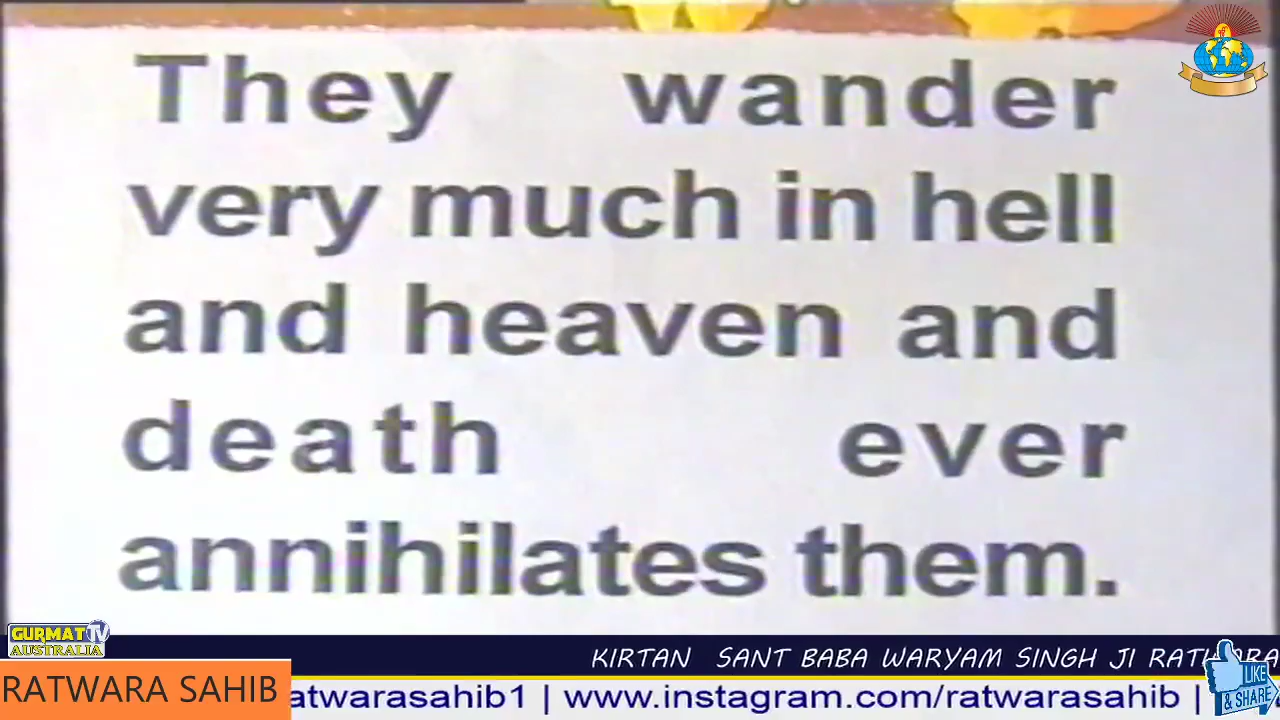 They wander
very much in hell
and heaven and
death ever
annihilates them.
GURMAT TV
AUSTRALIA
KIRTAN SANT BABA WARYAM SINGH JI RATWARA
RATWARA SAHIB
atwarasahib1 | www.instagram.com/ratwarasahib |
LIKE
& SHARE